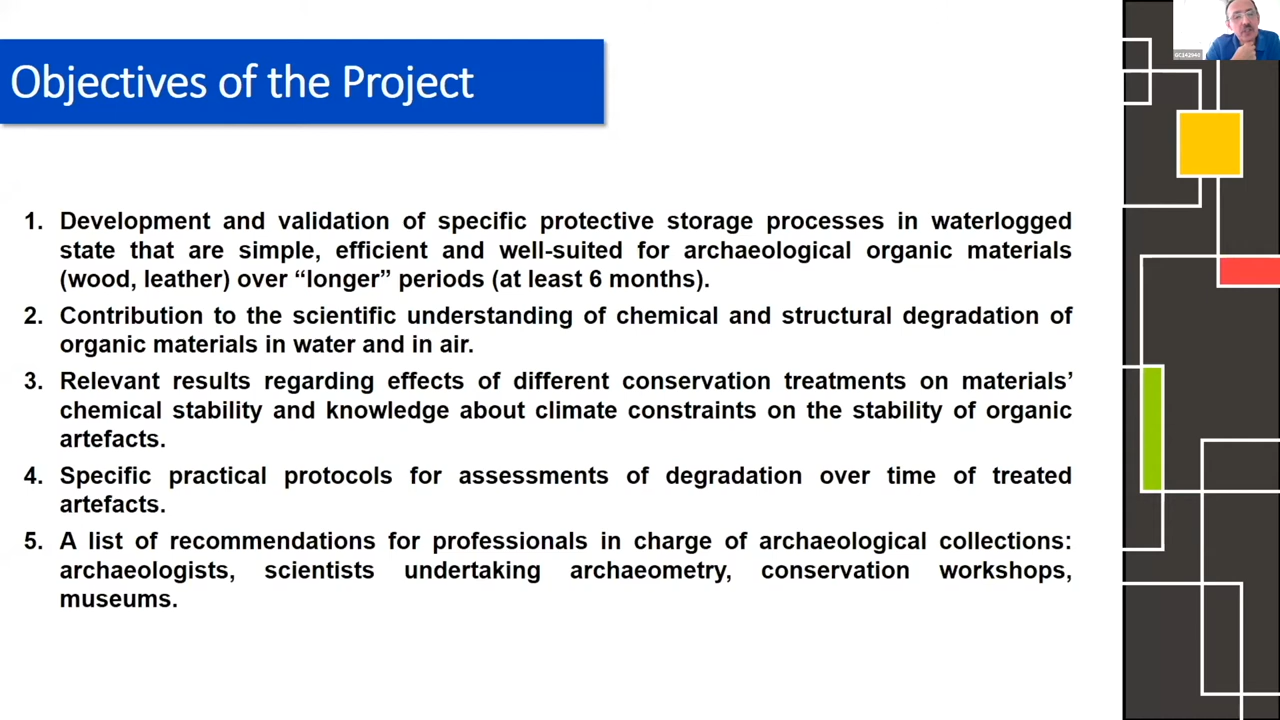 Objectives of the Project
1. Development and validation of specific protective storage processes in waterlogged
state that are simple, efficient and well-suited for archaeological organic materials
(wood, leather) over “longer” periods (at least 6 months).
2. Contribution to the scientific understanding of chemical and structural degradation of
organic materials in water and in air.
3. Relevant results regarding effects of different conservation treatments on materials’
chemical stability and knowledge about climate constraints on the stability of organic
artefacts.
4. Specific practical protocols for assessments of degradation over time of treated
artefacts.
5. A list of recommendations for professionals in charge of archaeological collections:
archaeologists, scientists undertaking archaeometry, conservation workshops,
museums.